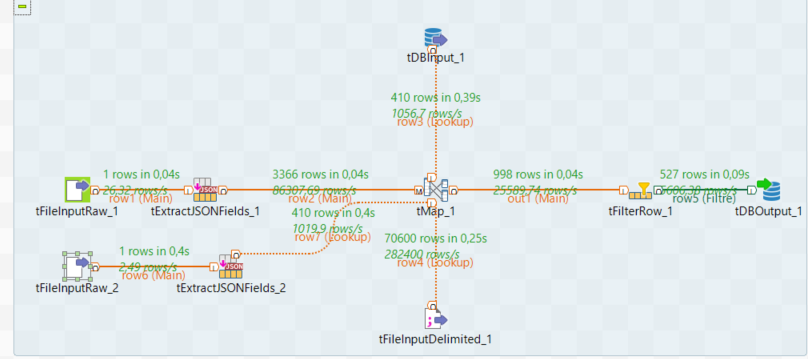 tDBInput_1
410 rows in 0,39s
1056,7 rows/s
row3 (Lookup)
1 rows in 0,04s
26,32 rows/s
row1 (Main)
3366 rows in 0,04s
86307,69 rows/s
row2 (Main)
998 rows in 0,04s
25589,74 rows/s
out1 (Main)
527 rows in 0,09s
5606,38 rows/s
row5 (Filtre)
tFileInputRaw_1
tExtractJSONFields_1
tMap_1
tFilterRow_1
tDBOutput_1
410 rows in 0,4s
1019,9 rows/s
row7 (Lookup)
70600 rows in 0,25s
282400 rows/s
row4 (Lookup)
1 rows in 0,4s
2,49 rows/s
row6 (Main)
tFileInputRaw_2
tExtractJSONFields_2
tFileInputDelimited_1